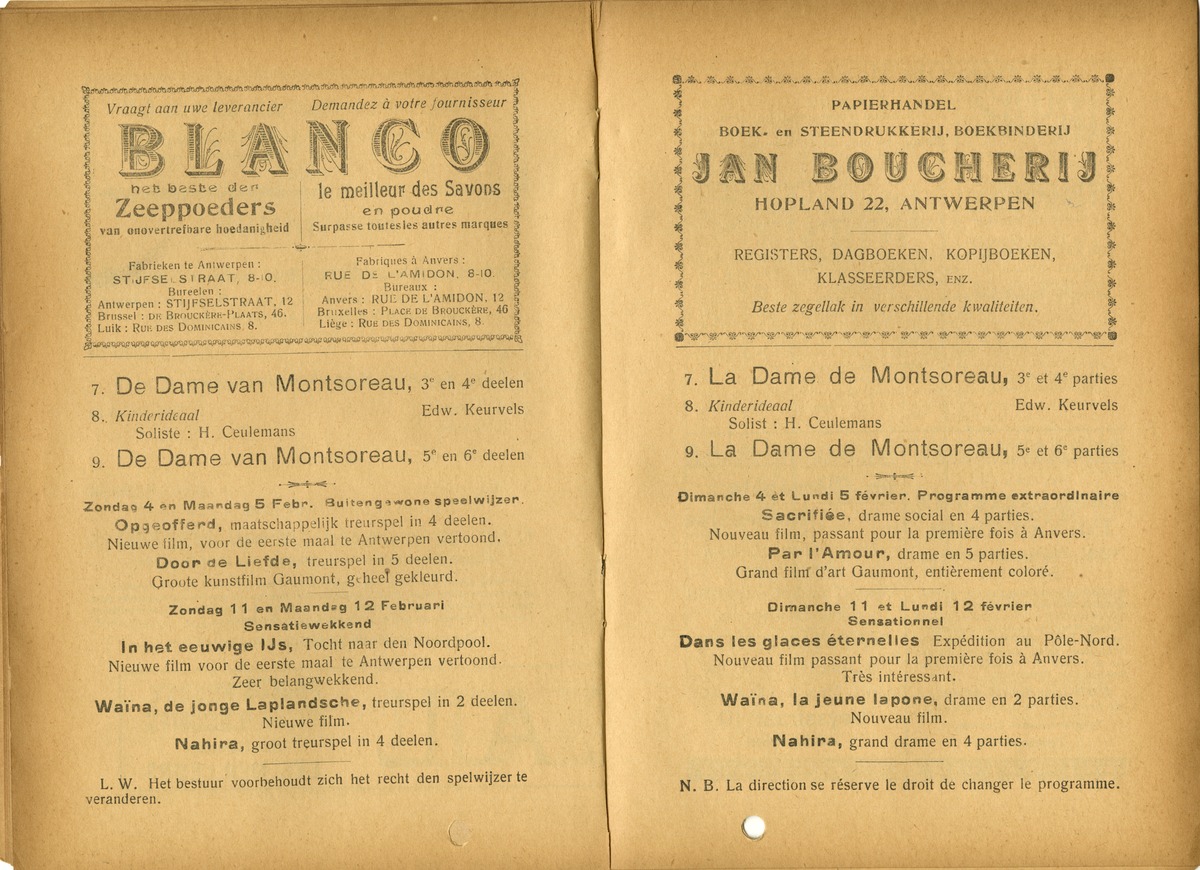 Vraagt aan uwe leverancier
Demandez à votre fournisseur
BLANCO
het beste der
Zeeppoeders
van onovertrefbare hoedanigheid
le meilleur des Savons
en poudre
Surpasse toutes les autres marques
Fabrieken te Antwerpen :
STIJFSELSTRAAT, 8-10.
Bureelen :
Antwerpen : STIJFSELSTRAAT, 12
Brussel : DE BROUCKÈRE-PLAATS, 46.
Luik : RUE DES DOMINICAINS, 8.
Fabriques à Anvers :
RUE DE L'AMIDON, 8-10.
Bureaux :
Anvers : RUE DE L'AMIDON, 12
Bruxelles : PLACE DE BROUCKÈRE, 46
Liège : RUE DES DOMINICAINS, 8.
7. De Dame van Montsoreau, 3e en 4e deelen
8. Kinderideaal Edw. Keurvels
Soliste : H. Ceulemans
9. De Dame van Montsoreau, 5e en 6e deelen
Zondag 4 en Maandag 5 Febr. Buitengewone speelwijzer.
Opgeofferd, maatschappelijk treurspel in 4 deelen.
Nieuwe film, voor de eerste maal te Antwerpen vertoond.
Door de Liefde, treurspel in 5 deelen.
Groote kunstfilm Gaumont, geheel gekleurd.
Zondag 11 en Maandag 12 Februari
Sensatiewekkend
In het eeuwige IJs, Tocht naar den Noordpool.
Nieuwe film voor de eerste maal te Antwerpen vertoond.
Zeer belangwekkend.
Waïna, de jonge Laplandsche, treurspel in 2 deelen.
Nieuwe film.
Nahira, groot treurspel in 4 deelen.
L. W. Het bestuur voorbehoudt zich het recht den spelwijzer te
veranderen.
PAPIERHANDEL
BOEK- en STEENDRUKKERIJ, BOEKBINDERIJ
JAN BOUCHERIJ
HOPLAND 22, ANTWERPEN
REGISTERS, DAGBOEKEN, KOPIJBOEKEN,
KLASSEERDERS, ENZ.
Beste zegellak in verschillende kwaliteiten.
7. La Dame de Montsoreau, 3e et 4e parties
8. Kinderideaal Edw. Keurvels
Solist : H. Ceulemans
9. La Dame de Montsoreau, 5e et 6e parties
Dimanche 4 et Lundi 5 février. Programme extraordinaire
Sacrifiée, drame social en 4 parties.
Nouveau film, passant pour la première fois à Anvers.
Par l'Amour, drame en 5 parties.
Grand film d'art Gaumont, entièrement coloré.
Dimanche 11 et Lundi 12 février
Sensationnel
Dans les glaces éternelles Expédition au Pôle-Nord.
Nouveau film passant pour la première fois à Anvers.
Très intéressant.
Waïna, la jeune lapone, drame en 2 parties.
Nouveau film.
Nahira, grand drame en 4 parties.
N. B. La direction se réserve le droit de changer le programme.